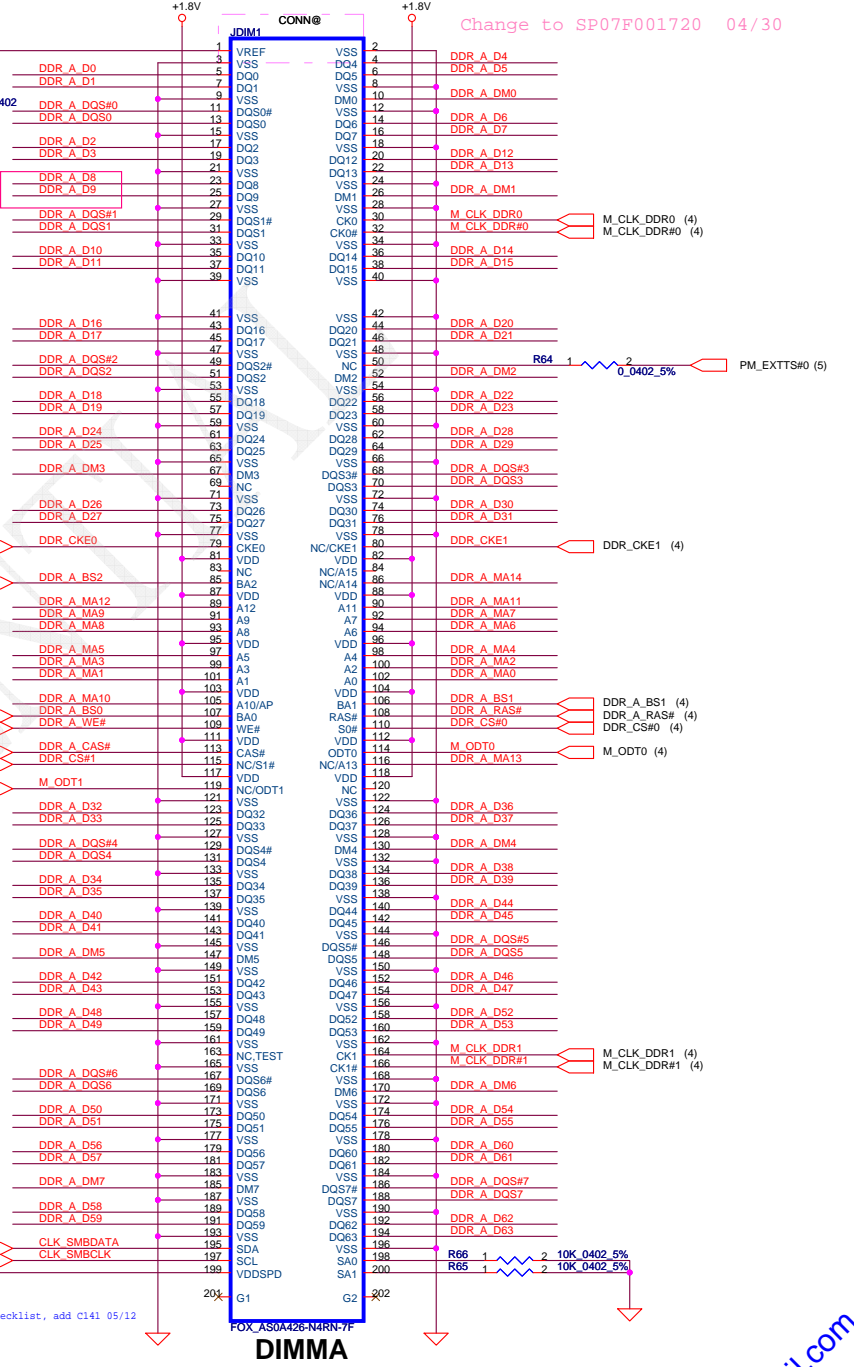 +1.8V +1.8V
CONN@ Change to SP07F001720 04/30
JDIM1
1 VREF VSS 2
3 VSS DQ4 4 DDR_A_D4
DDR_A_D0 5 DQ0 DQ5 6 DDR_A_D5
DDR_A_D1 7 DQ1 VSS 8
9 VSS DM0 10 DDR_A_DM0
402 DDR_A_DQS#0 11 DQS0# VSS 12
DDR_A_DQS0 13 DQS0 DQ6 14 DDR_A_D6
15 VSS DQ7 16 DDR_A_D7
DDR_A_D2 17 DQ2 VSS 18
DDR_A_D3 19 DQ3 DQ12 20 DDR_A_D12
21 VSS DQ13 22 DDR_A_D13
DDR_A_D8 23 DQ8 VSS 24
DDR_A_D9 25 DQ9 DM1 26 DDR_A_DM1
27 VSS VSS 28
DDR_A_DQS#1 29 DQS1# CK0 30 M_CLK_DDR0 M_CLK_DDR0 (4)
DDR_A_DQS1 31 DQS1 CK0# 32 M_CLK_DDR#0 M_CLK_DDR#0 (4)
33 VSS VSS 34
DDR_A_D10 35 DQ10 DQ14 36 DDR_A_D14
DDR_A_D11 37 DQ11 DQ15 38 DDR_A_D15
39 VSS VSS 40
41 VSS VSS 42
DDR_A_D16 43 DQ16 DQ20 44 DDR_A_D20
DDR_A_D17 45 DQ17 DQ21 46 DDR_A_D21
47 VSS VSS 48
DDR_A_DQS#2 49 DQS2# NC 50 R64 1 2 0_0402_5% PM_EXTTS#0 (5)
DDR_A_DQS2 51 DQS2 DM2 52 DDR_A_DM2
53 VSS VSS 54
DDR_A_D18 55 DQ18 DQ22 56 DDR_A_D22
DDR_A_D19 57 DQ19 DQ23 58 DDR_A_D23
59 VSS VSS 60
DDR_A_D24 61 DQ24 DQ28 62 DDR_A_D28
DDR_A_D25 63 DQ25 DQ29 64 DDR_A_D29
65 VSS VSS 66
DDR_A_DM3 67 DM3 DQS3# 68 DDR_A_DQS#3
69 NC DQS3 70 DDR_A_DQS3
71 VSS VSS 72
DDR_A_D26 73 DQ26 DQ30 74 DDR_A_D30
DDR_A_D27 75 DQ27 DQ31 76 DDR_A_D31
77 VSS VSS 78
DDR_CKE0 79 CKE0 NC/CKE1 80 DDR_CKE1 DDR_CKE1 (4)
81 VDD VDD 82
83 NC NC/A15 84
DDR_A_BS2 85 BA2 NC/A14 86 DDR_A_MA14
87 VDD VDD 88
DDR_A_MA12 89 A12 A11 90 DDR_A_MA11
DDR_A_MA9 91 A9 A7 92 DDR_A_MA7
DDR_A_MA8 93 A8 A6 94 DDR_A_MA6
95 VDD VDD 96
DDR_A_MA5 97 A5 A4 98 DDR_A_MA4
DDR_A_MA3 99 A3 A2 100 DDR_A_MA2
DDR_A_MA1 101 A1 A0 102 DDR_A_MA0
103 VDD VDD 104
DDR_A_MA10 105 A10/AP BA1 106 DDR_A_BS1 DDR_A_BS1 (4)
DDR_A_BS0 107 BA0 RAS# 108 DDR_A_RAS# DDR_A_RAS# (4)
DDR_A_WE# 109 WE# S0# 110 DDR_CS#0 DDR_CS#0 (4)
111 VDD VDD 112
DDR_A_CAS# 113 CAS# ODT0 114 M_ODT0 M_ODT0 (4)
DDR_CS#1 115 NC/S1# NC/A13 116 DDR_A_MA13
117 VDD VDD 118
M_ODT1 119 NC/ODT1 NC 120
121 VSS VSS 122
DDR_A_D32 123 DQ32 DQ36 124 DDR_A_D36
DDR_A_D33 125 DQ33 DQ37 126 DDR_A_D37
127 VSS VSS 128
DDR_A_DQS#4 129 DQS4# DM4 130 DDR_A_DM4
DDR_A_DQS4 131 DQS4 VSS 132
133 VSS DQ38 134 DDR_A_D38
DDR_A_D34 135 DQ34 DQ39 136 DDR_A_D39
DDR_A_D35 137 DQ35 VSS 138
139 VSS DQ44 140 DDR_A_D44
DDR_A_D40 141 DQ40 DQ45 142 DDR_A_D45
DDR_A_D41 143 DQ41 VSS 144
145 VSS DQS5# 146 DDR_A_DQS#5
DDR_A_DM5 147 DM5 DQS5 148 DDR_A_DQS5
149 VSS VSS 150
DDR_A_D42 151 DQ42 DQ46 152 DDR_A_D46
DDR_A_D43 153 DQ43 DQ47 154 DDR_A_D47
155 VSS VSS 156
DDR_A_D48 157 DQ48 DQ52 158 DDR_A_D52
DDR_A_D49 159 DQ49 DQ53 160 DDR_A_D53
161 VSS VSS 162
163 NC,TEST CK1 164 M_CLK_DDR1 M_CLK_DDR1 (4)
165 VSS CK1# 166 M_CLK_DDR#1 M_CLK_DDR#1 (4)
DDR_A_DQS#6 167 DQS6# VSS 168
DDR_A_DQS6 169 DQS6 DM6 170 DDR_A_DM6
171 VSS VSS 172
DDR_A_D50 173 DQ50 DQ54 174 DDR_A_D54
DDR_A_D51 175 DQ51 DQ55 176 DDR_A_D55
177 VSS VSS 178
DDR_A_D56 179 DQ56 DQ60 180 DDR_A_D60
DDR_A_D57 181 DQ57 DQ61 182 DDR_A_D61
183 VSS VSS 184
DDR_A_DM7 185 DM7 DQS7# 186 DDR_A_DQS#7
187 VSS DQS7 188 DDR_A_DQS7
DDR_A_D58 189 DQ58 VSS 190
DDR_A_D59 191 DQ59 DQ62 192 DDR_A_D62
193 VSS DQ63 194 DDR_A_D63
CLK_SMBDATA 195 SDA VSS 196
CLK_SMBCLK 197 SCL SA0 198 R66 1 2 10K_0402_5%
199 VDDSPD SA1 200 R65 1 2 10K_0402_5%
201 G1 G2 202
ecklist, add C141 05/12
FOX_AS0A426-N4RN-7F
DIMMA
il.com